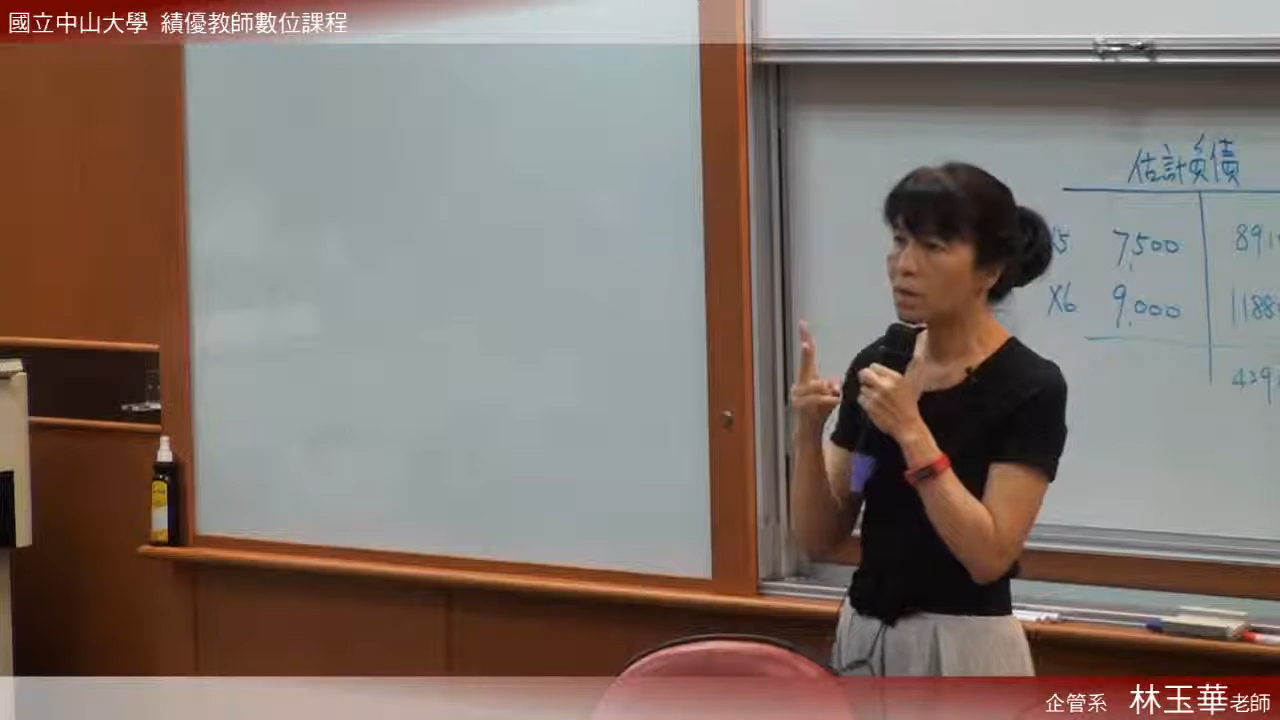 國立中山大學 績優教師數位課程
估計負債
7,500
X6 9,000
企管系 林玉華老師